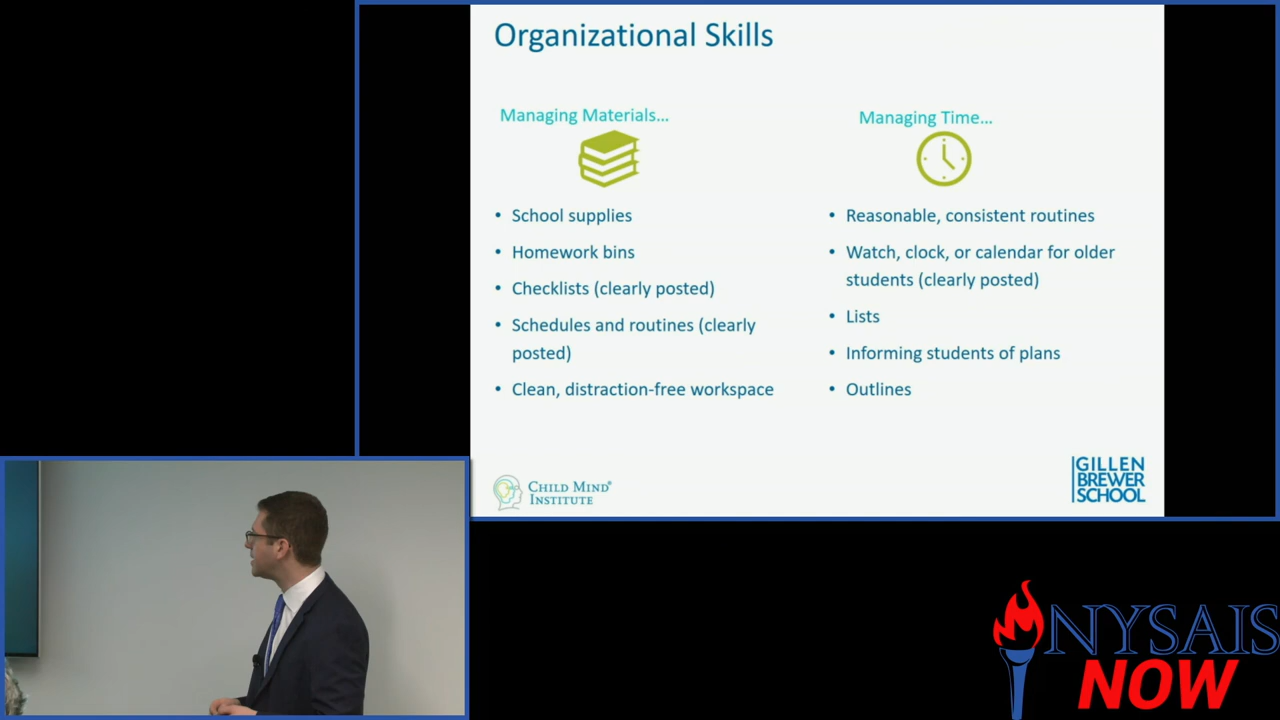 Organizational Skills
Managing Materials...
• School supplies
• Homework bins
• Checklists (clearly posted)
• Schedules and routines (clearly
posted)
• Clean, distraction-free workspace
Managing Time...
• Reasonable, consistent routines
• Watch, clock, or calendar for older
students (clearly posted)
• Lists
• Informing students of plans
• Outlines
CHILD MIND®
INSTITUTE
GILLEN
BREWER
SCHOOL
NYSAIS
NOW